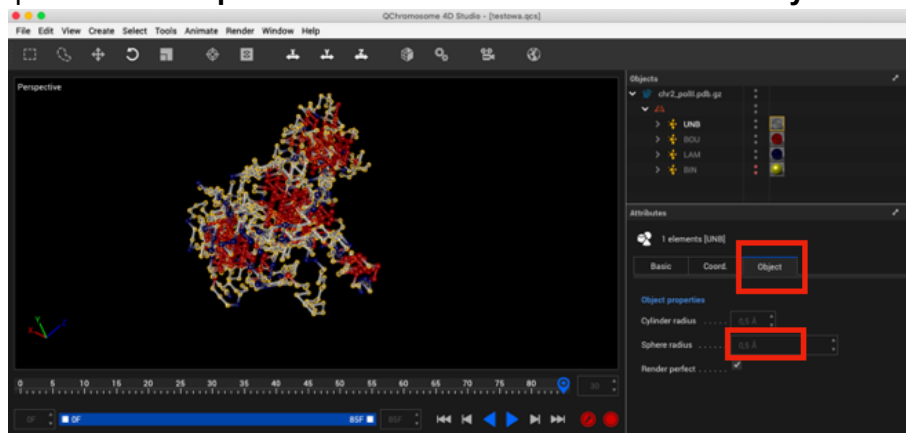 QChromosome 4D Studio - [testowa.qcs]
File Edit View Create Select Tools Animate Render Window Help
Perspective
Objects
chr2_polII.pdb.gz
UNB
BOU
LAM
BIN
Attributes
1 elements [UNB]
Basic Coord. Object
Object properties
Cylinder radius ..... 0,5 Å
Sphere radius ...... 0,5 Å
Render perfect ......
Y
X
Z
0 5 10 15 20 25 30 35 40 45 50 55 60 65 70 75 80 30
0F 0F 85F 85F